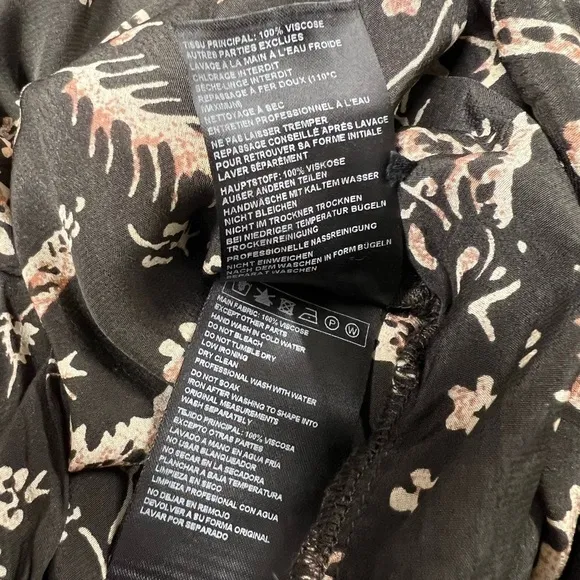 TISSU PRINCIPAL: 100% VISCOSE
AUTRES PARTIES EXCLUES
LAVAGE À LA MAIN À L'EAU FROIDE
CHLORAGE INTERDIT
SÉCHE-LINGE INTERDIT
REPASSAGE À FER DOUX (110°C
MAXIMUM)
NETTOYAGE À SEC
ENTRETIEN PROFESSIONNEL À L'EAU
NE PAS LAISSER TREMPER
REPASSAGE CONSEILLÉ APRÈS LAVAGE
POUR RETROUVER SA FORME INITIALE
LAVER SÉPARÉMENT
HAUPTSTOFF: 100% VISKOSE
AUßER ANDEREN TEILEN
HANDWÄSCHE MIT KALTEM WASSER
NICHT BLEICHEN
NICHT IM TROCKNER TROCKNEN
BEI NIEDRIGER TEMPERATUR BÜGELN
TROCKENREINIGUNG
PROFESSIONELLE NASSREINIGUNG
NICHT EINWEICHEN
NACH DEM WASCHEN IN FORM BÜGELN
SEPARAT WASCHEN
P W
MAIN FABRIC: 100% VISCOSE
EXCEPT OTHER PARTS
HAND WASH IN COLD WATER
DO NOT BLEACH
DO NOT TUMBLE DRY
LOW IRONING
DRY CLEAN
PROFESSIONAL WASH WITH WATER
DO NOT SOAK
IRON AFTER WASHING TO SHAPE INTO
ORIGINAL MEASUREMENTS
WASH SEPARATELY
TEJIDO PRINCIPAL: 100% VISCOSA
EXCEPTO OTRAS PARTES
LAVADO A MANO EN AGUA FRIA
NO USAR BLANQUEADOR
NO SECAR EN LA SECADORA
PLANCHAR A BAJA TEMPERATURA
LIMPIEZA EN SECO
LIMPIEZA PROFESIONAL CON AGUA
NO DEJAR EN REMOJO
DEVOLVER A SU FORMA ORIGINAL
LAVAR POR SEPARADO